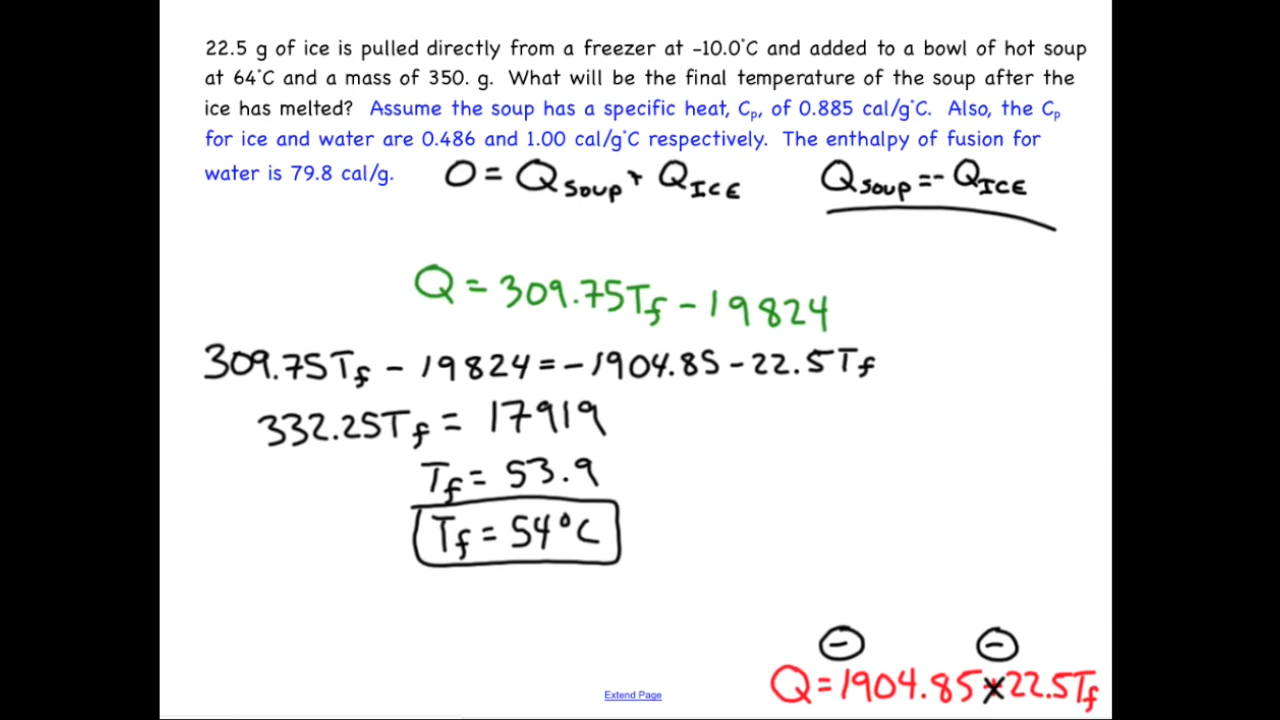 22.5 g of ice is pulled directly from a freezer at -10.0°C and added to a bowl of hot soup
at 64°C and a mass of 350. g. What will be the final temperature of the soup after the
ice has melted? Assume the soup has a specific heat, Cₚ, of 0.885 cal/g°C. Also, the Cₚ
for ice and water are 0.486 and 1.00 cal/g°C respectively. The enthalpy of fusion for
water is 79.8 cal/g. 0 = Q SOUP + Q ICE Q SOUP = - Q ICE
Q = 309.75Tf - 19824
309.75Tf - 19824 = -1904.85 - 22.5Tf
332.25Tf = 17919
Tf = 53.9
Tf = 54°C
- -
Q = 1904.85 + 22.5Tf
Extend Page